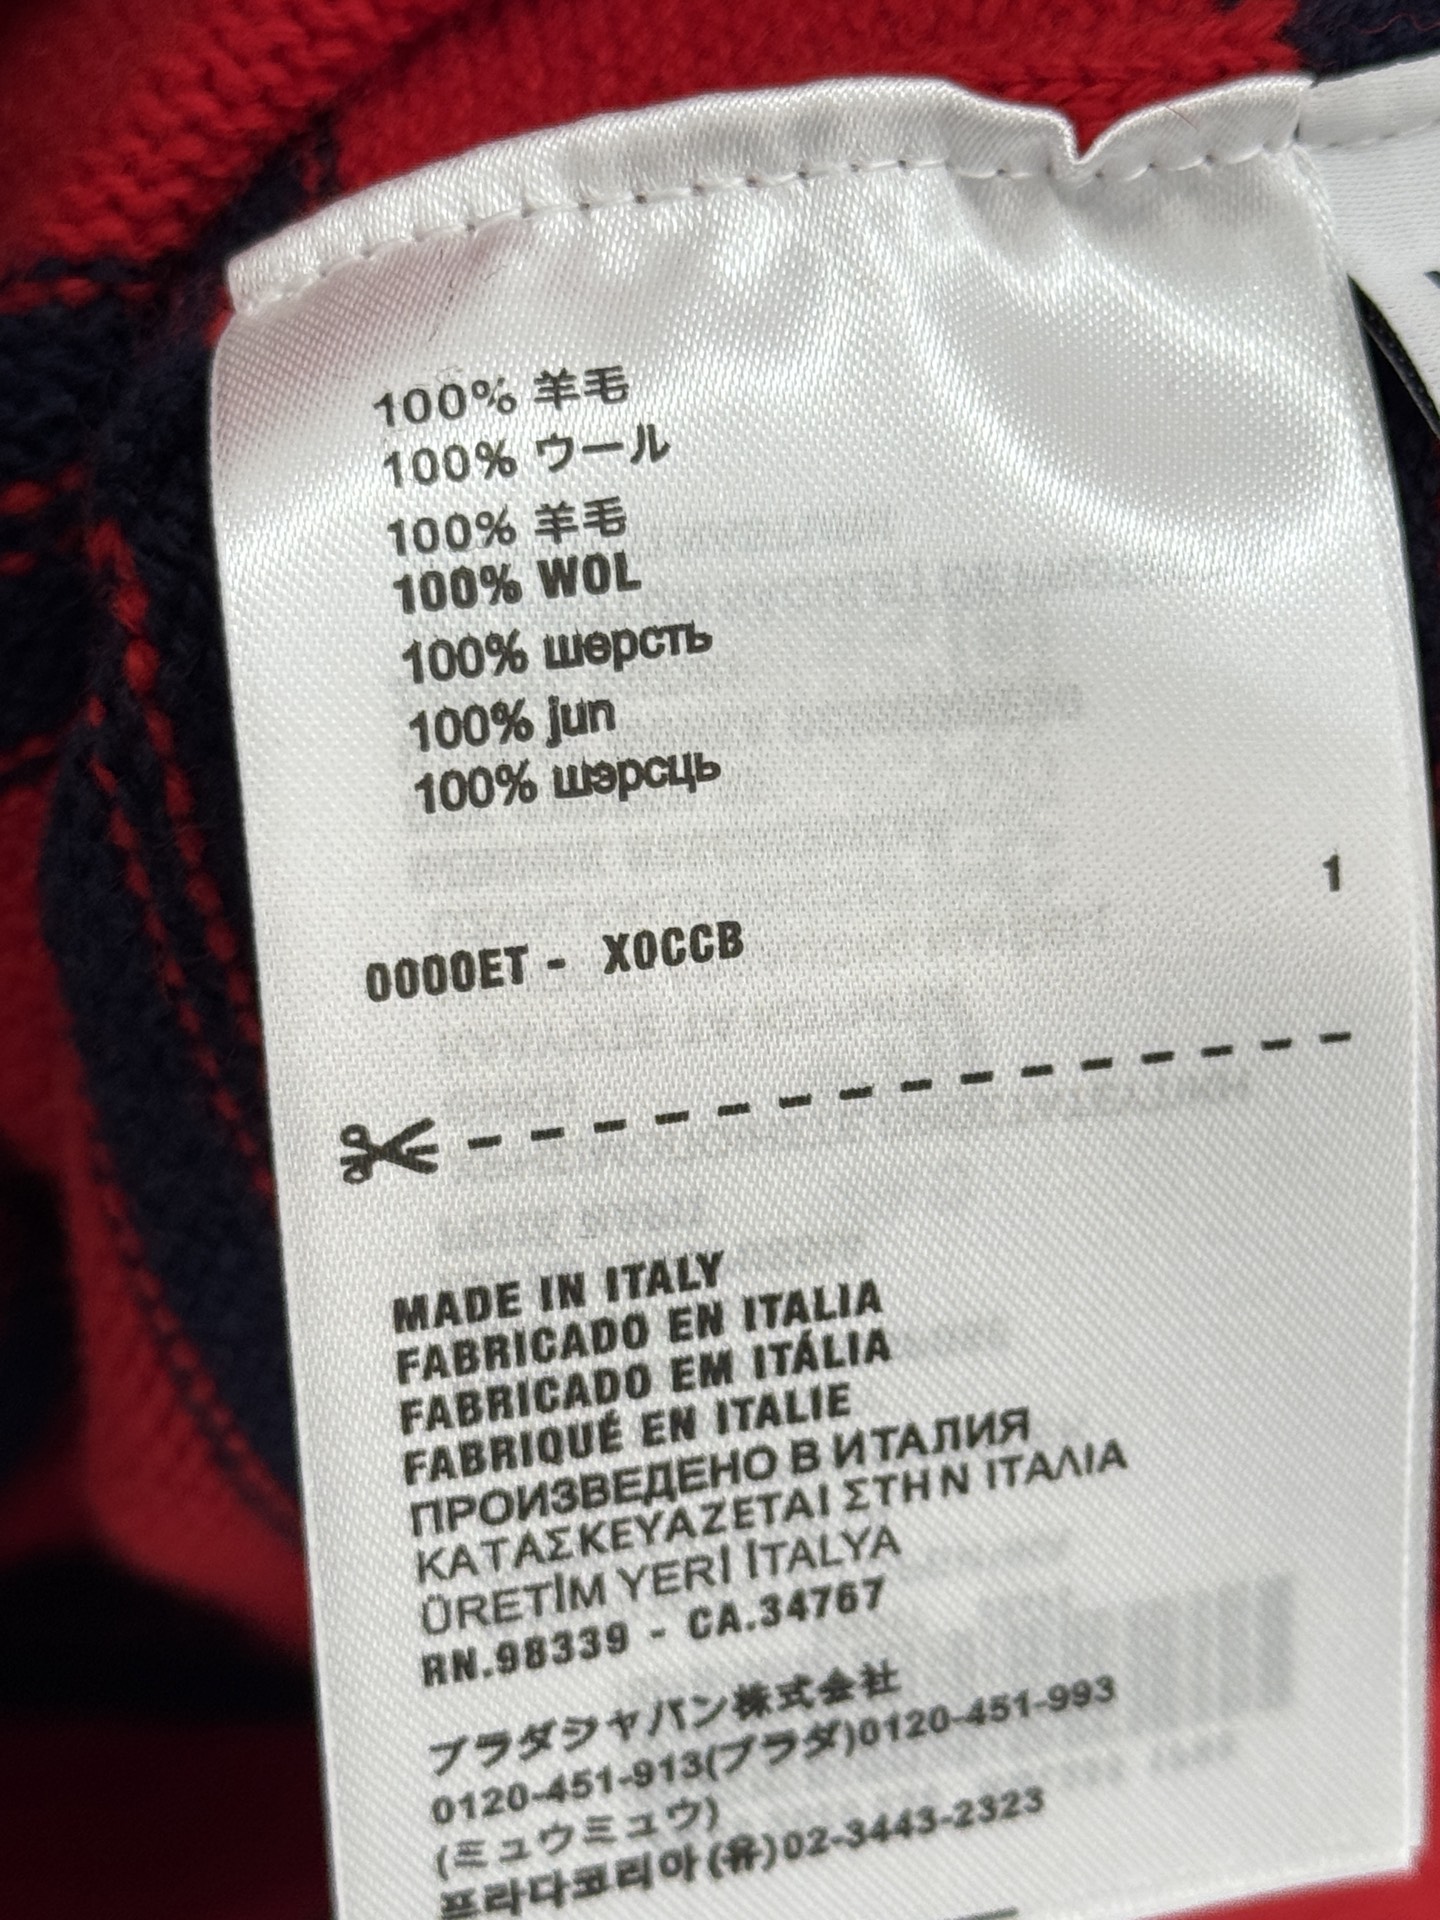 100% 羊毛
100% ウール
100% 羊毛
100% WOL
100% шерсть
100% jun
100% шэрсць
1
0000ET - X0CCB
MADE IN ITALY
FABRICADO EN ITALIA
FABRICADO EM ITÁLIA
FABRIQUÉ EN ITALIE
ПРОИЗВЕДЕНО В ИТАЛИЯ
ΚΑΤΑΣΚΕΥΑΖΕΤΑΙ ΣΤΗΝ ΙΤΑΛΙΑ
ÜRETİM YERİ İTALYA
RN.98339 - CA.34767
プラダジャパン株式会社
0120-451-913(プラダ)0120-451-993
(ミュウミュウ)
프라다코리아(유)02-3443-2323